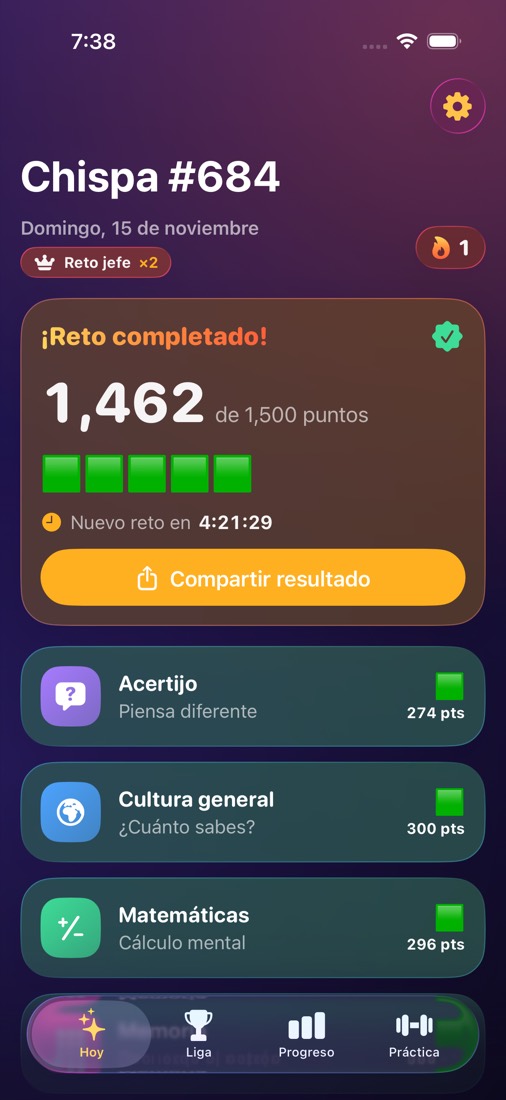 7:38
Chispa #684
Domingo, 15 de noviembre
Reto jefe ×2
1
¡Reto completado!
1,462 de 1,500 puntos
Nuevo reto en 4:21:29
Compartir resultado
Acertijo
Piensa diferente
274 pts
Cultura general
¿Cuánto sabes?
300 pts
Matemáticas
Cálculo mental
296 pts
Hoy
Liga
Progreso
Práctica